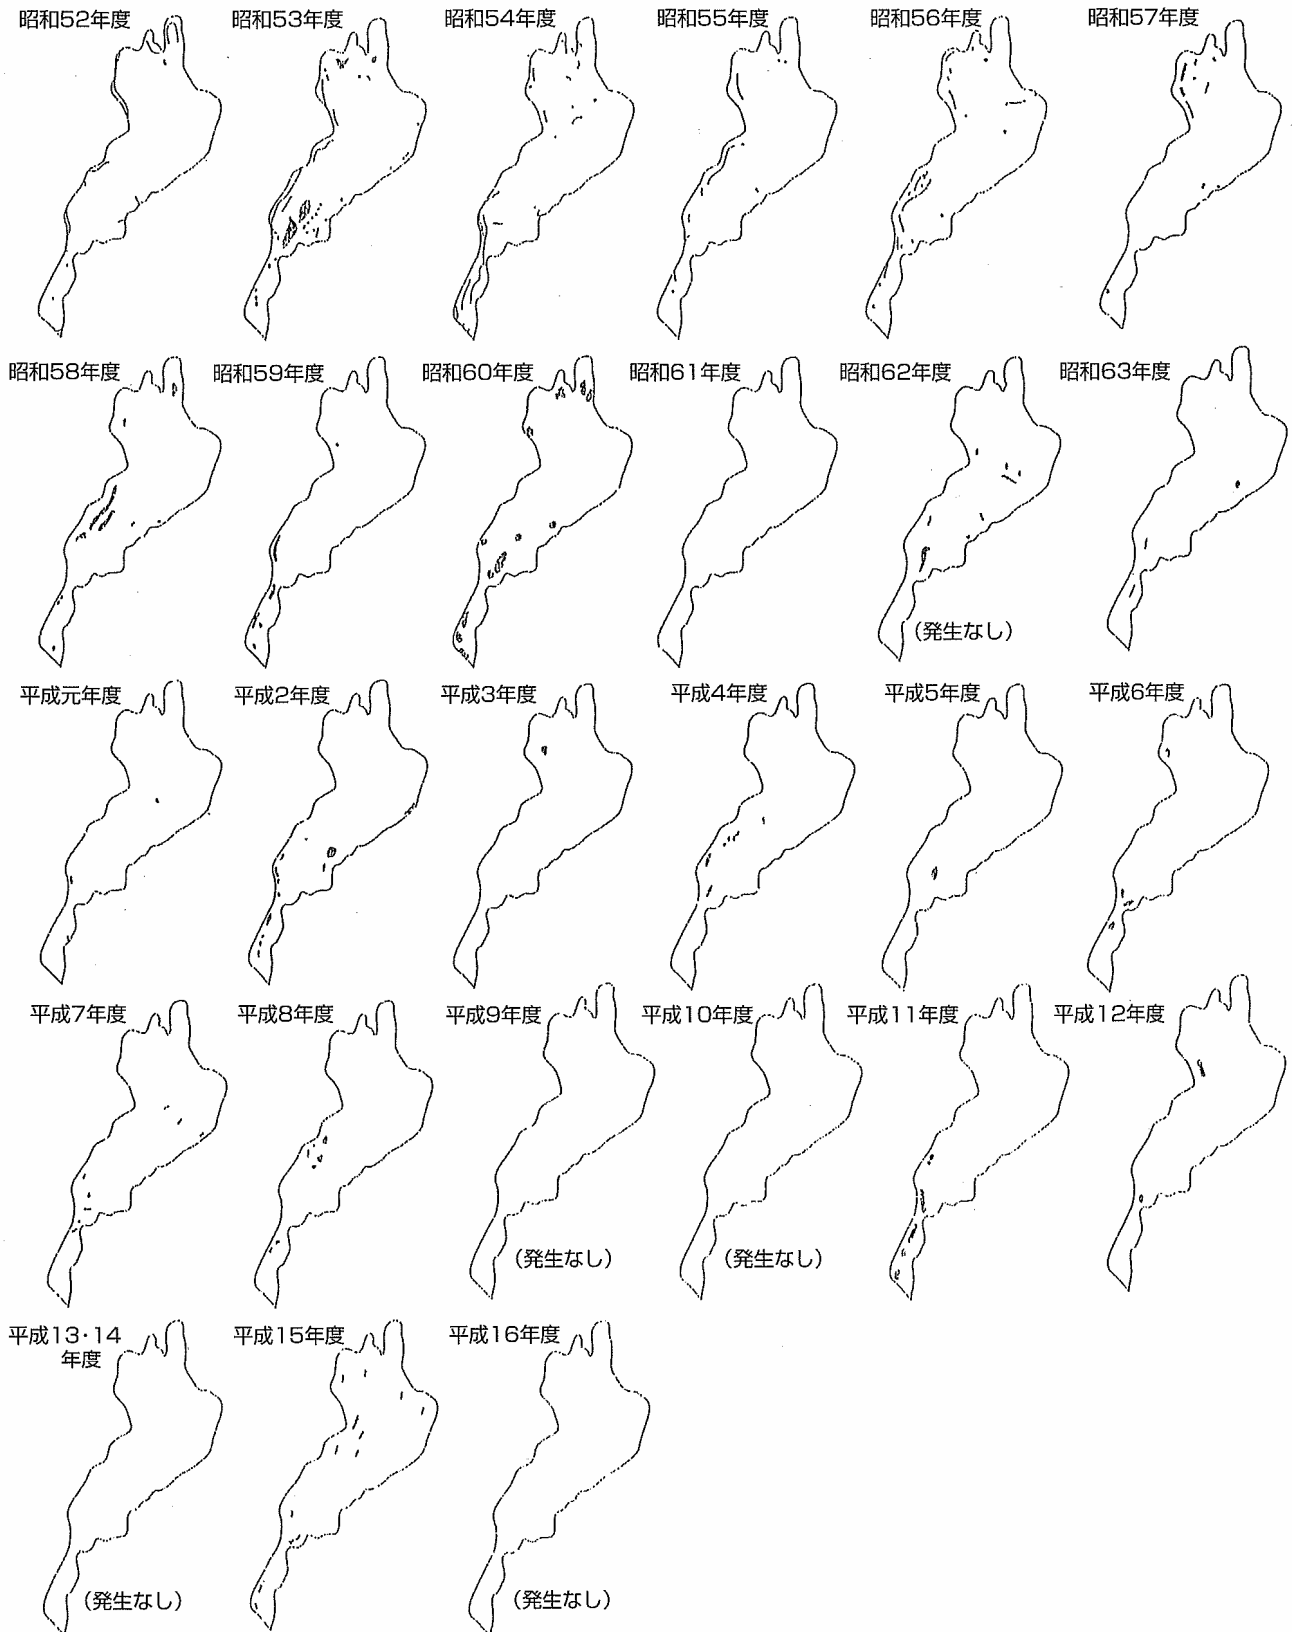 昭和52年度
昭和53年度
昭和54年度
昭和55年度
昭和56年度
昭和57年度
昭和58年度
昭和59年度
昭和60年度
昭和61年度
昭和62年度
昭和63年度
(発生なし)
平成元年度
平成2年度
平成3年度
平成4年度
平成5年度
平成6年度
平成7年度
平成8年度
平成9年度
平成10年度
平成11年度
平成12年度
(発生なし)
(発生なし)
平成13・14
年度
平成15年度
平成16年度
(発生なし)
(発生なし)